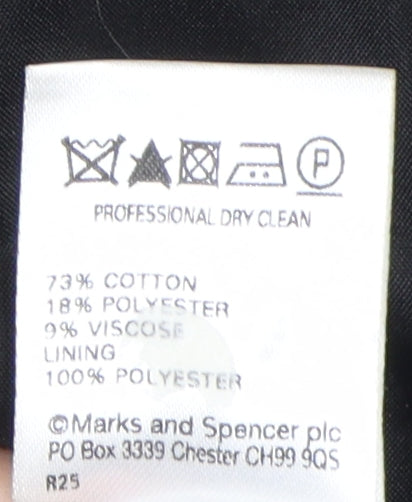 P
PROFESSIONAL DRY CLEAN
73% COTTON
18% POLYESTER
9% VISCOSE
LINING
100% POLYESTER
©Marks and Spencer plc
PO Box 3339 Chester CH99 9QS
R25